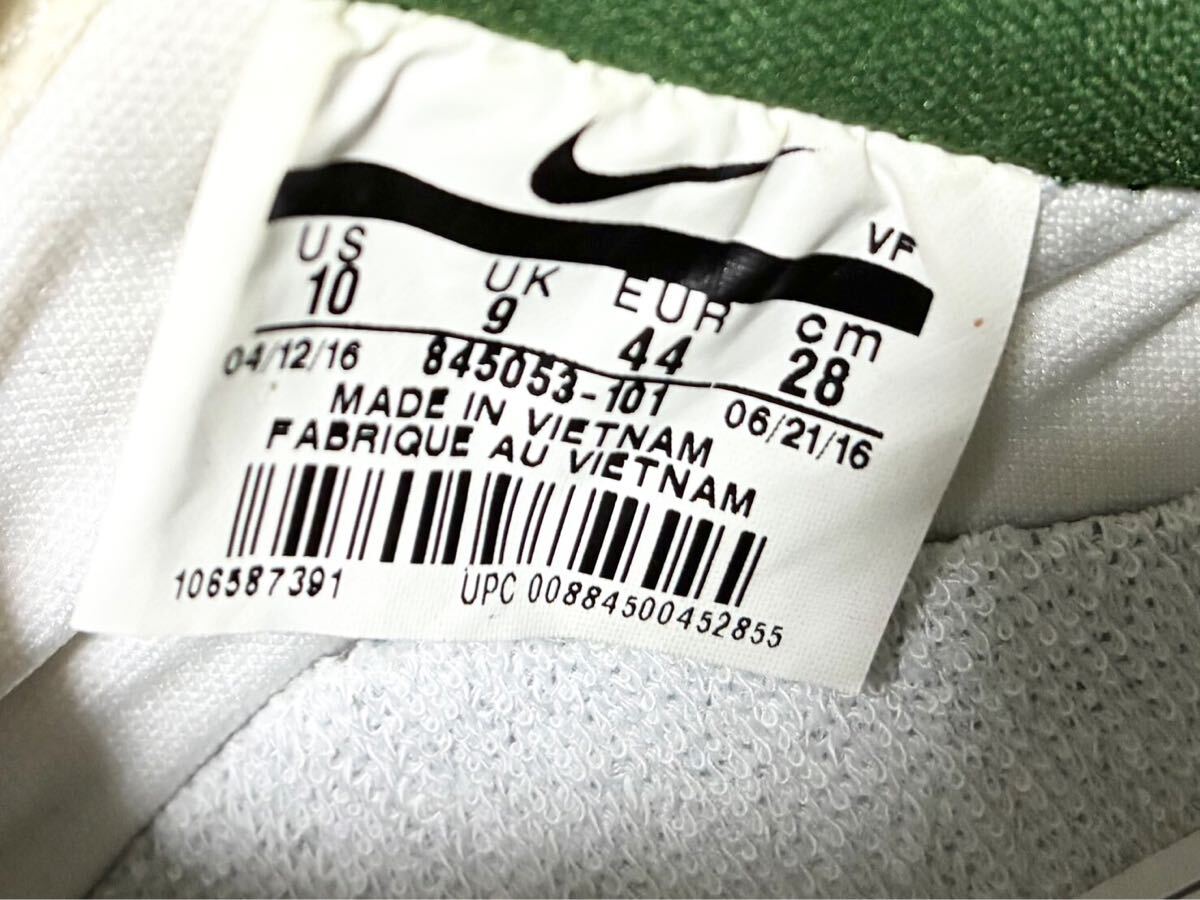 VF
US UK EUR cm
10 9 44 28
04/12/16 845053-101 06/21/16
MADE IN VIETNAM
FABRIQUE AU VIETNAM
106587391 UPC 00884500452855